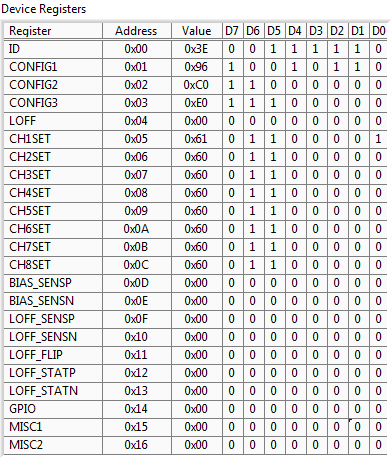 Device Registers
Register Address Value D7 D6 D5 D4 D3 D2 D1 D0
ID 0x00 0x3E 0 0 1 1 1 1 1 0
CONFIG1 0x01 0x96 1 0 0 1 0 1 1 0
CONFIG2 0x02 0xC0 1 1 0 0 0 0 0 0
CONFIG3 0x03 0xE0 1 1 1 0 0 0 0 0
LOFF 0x04 0x00 0 0 0 0 0 0 0 0
CH1SET 0x05 0x61 0 1 1 0 0 0 0 1
CH2SET 0x06 0x60 0 1 1 0 0 0 0 0
CH3SET 0x07 0x60 0 1 1 0 0 0 0 0
CH4SET 0x08 0x60 0 1 1 0 0 0 0 0
CH5SET 0x09 0x60 0 1 1 0 0 0 0 0
CH6SET 0x0A 0x60 0 1 1 0 0 0 0 0
CH7SET 0x0B 0x60 0 1 1 0 0 0 0 0
CH8SET 0x0C 0x60 0 1 1 0 0 0 0 0
BIAS_SENSP 0x0D 0x00 0 0 0 0 0 0 0 0
BIAS_SENSN 0x0E 0x00 0 0 0 0 0 0 0 0
LOFF_SENSP 0x0F 0x00 0 0 0 0 0 0 0 0
LOFF_SENSN 0x10 0x00 0 0 0 0 0 0 0 0
LOFF_FLIP 0x11 0x00 0 0 0 0 0 0 0 0
LOFF_STATP 0x12 0x00 0 0 0 0 0 0 0 0
LOFF_STATN 0x13 0x00 0 0 0 0 0 0 0 0
GPIO 0x14 0x00 0 0 0 0 0 0 0 0
MISC1 0x15 0x00 0 0 0 0 0 0 0 0
MISC2 0x16 0x00 0 0 0 0 0 0 0 0